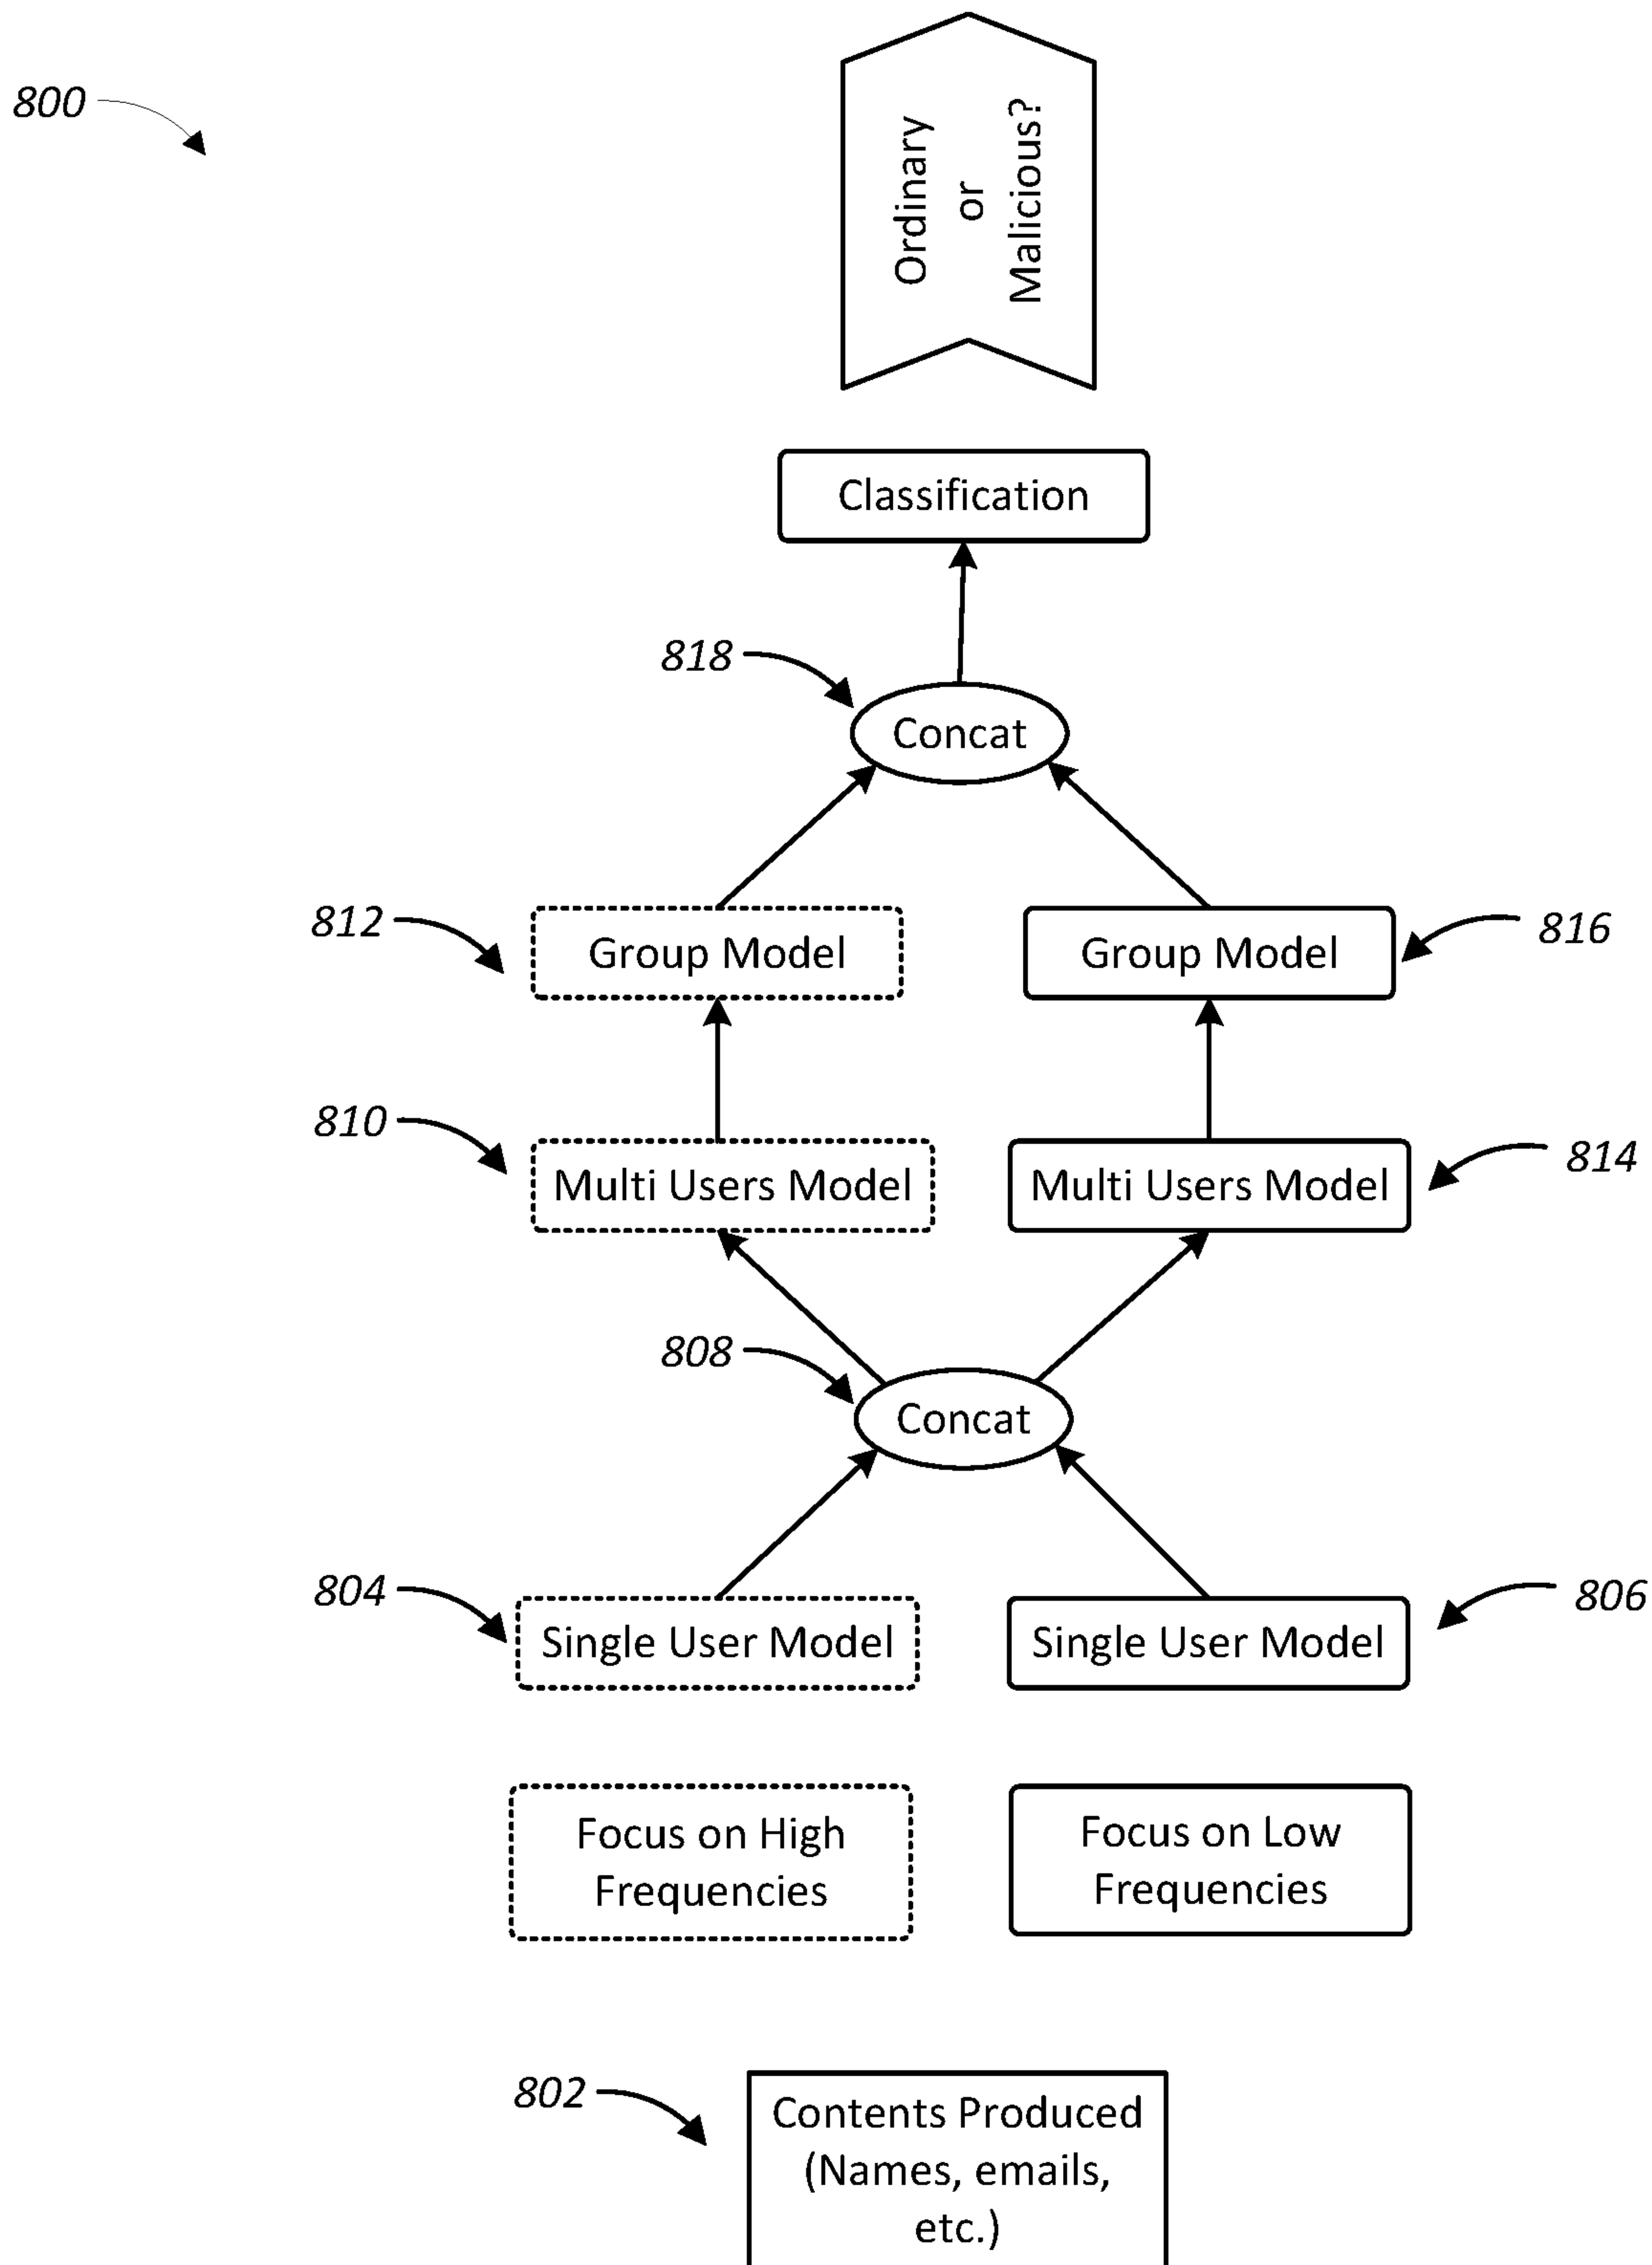 800
Ordinary
or
Malicious?
Classification
818
Concat
812
Group Model
Group Model
816
810
Multi Users Model
Multi Users Model
814
808
Concat
804
Single User Model
Single User Model
806
Focus on High
Frequencies
Focus on Low
Frequencies
802
Contents Produced
(Names, emails,
etc.)